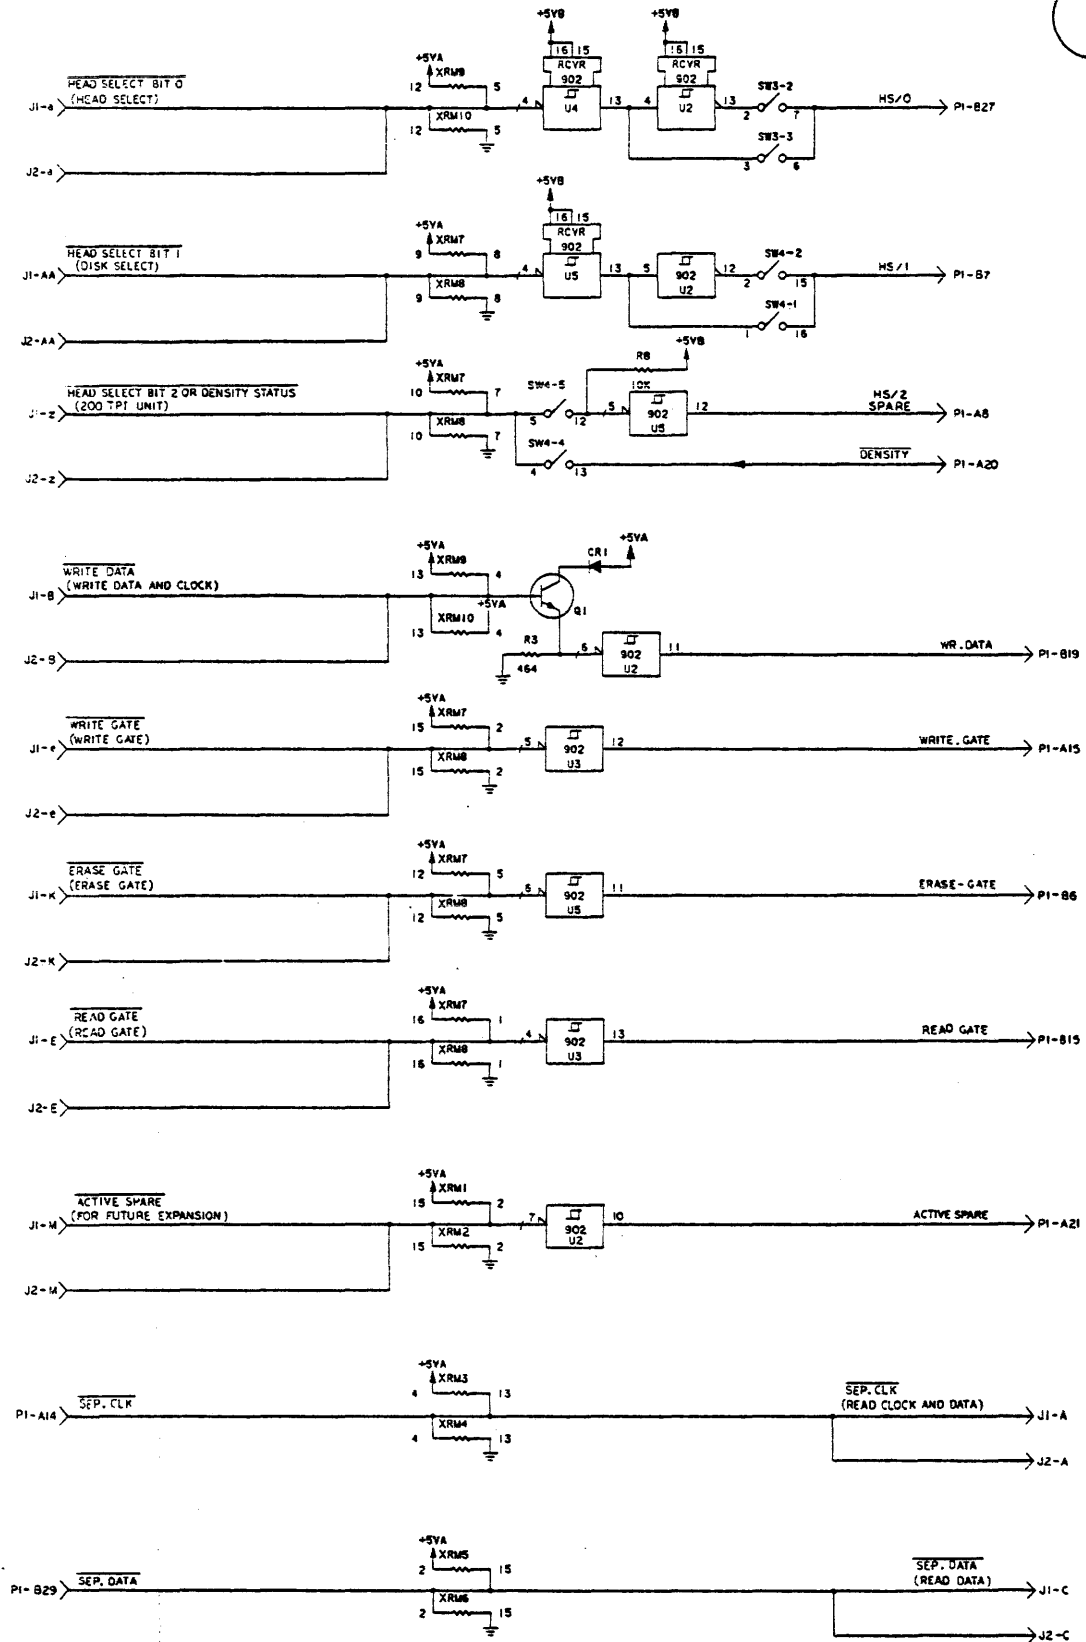 +5VB +5VB
16 15 16 15
+5VA RCVR RCVR
XRM9 902 902
HEAD SELECT BIT 0 12 5 SW3-2
J1-a (HEAD SELECT) 4 U4 13 4 U2 13 2 7 HS/0 P1-B27
XRM10
12 5 SW3-3
J2-a 3 6
+5VB
16 15
+5VA RCVR
XRM7 902
HEAD SELECT BIT 1 9 8 902 SW4-2
J1-AA (DISK SELECT) 4 U5 13 5 U2 12 2 15 HS/1 P1-B7
XRM8 SW4-1
9 8 1 16
J2-AA
+5VA R8 +5VB
XRM7 10K
HEAD SELECT BIT 2 OR DENSITY STATUS 10 7 SW4-5 HS/2
J1-z (200 TPI UNIT) 5 12 5 902 12 SPARE P1-A8
XRM8 U5
10 7 SW4-4 DENSITY
J2-z 4 13 P1-A20
+5VA CR1 +5VA
XRM9
WRITE DATA 13 4
J1-B (WRITE DATA AND CLOCK) +5VA Q1
XRM10
13 4 R3
464 6 902 11 WR.DATA P1-B19
J2-B U2
+5VA
XRM7
WRITE GATE 15 2
J1-e (WRITE GATE) 5 902 12 WRITE.GATE P1-A15
XRM8 U3
15 2
J2-e
+5VA
XRM7
ERASE GATE 12 5
J1-K (ERASE GATE) 6 902 11 ERASE-GATE P1-B6
XRM8 U5
12 5
J2-K
+5VA
XRM7
READ GATE 16 1
J1-E (READ GATE) 4 902 13 READ GATE P1-B15
XRM8 U3
16 1
J2-E
+5VA
XRM1
ACTIVE SPARE 15 2
J1-M (FOR FUTURE EXPANSION) 7 902 10 ACTIVE SPARE P1-A21
XRM2 U2
15 2
J2-M
+5VA
XRM3
4 13
P1-A14 SEP.CLK SEP.CLK
(READ CLOCK AND DATA) J1-A
XRM4
4 13 J2-A
+5VA
XRM5
2 15
P1-B29 SEP.DATA SEP.DATA
(READ DATA) J1-C
XRM6
2 15 J2-C